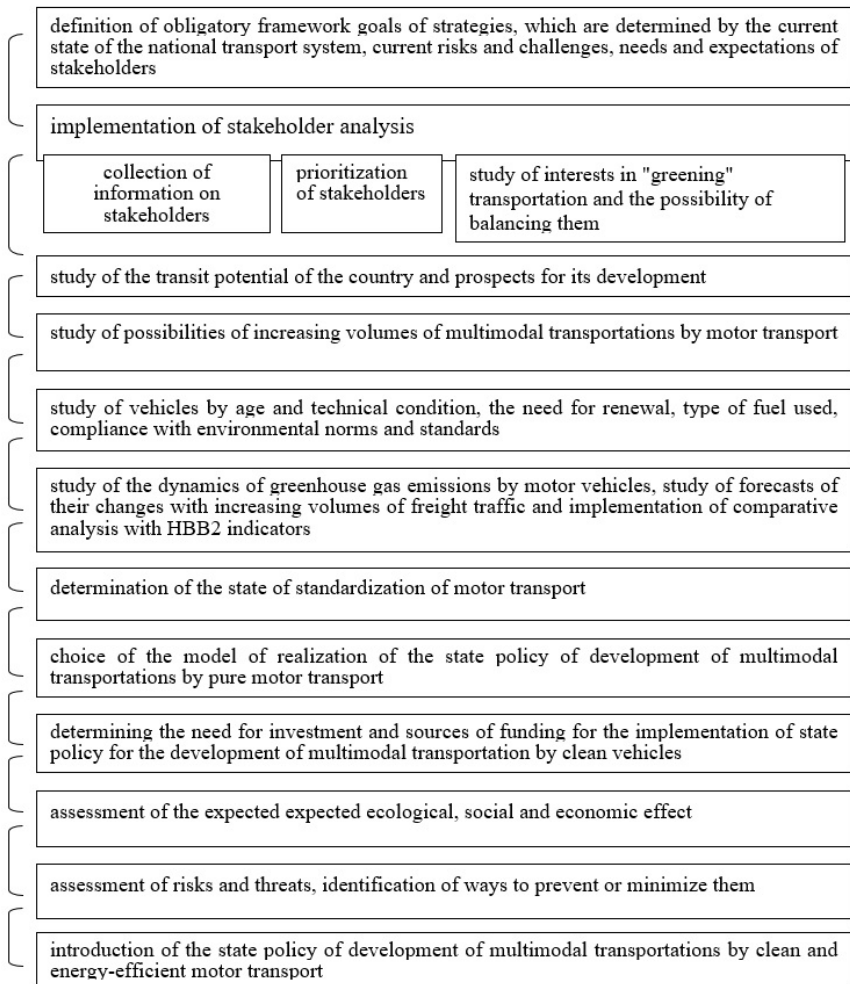 definition of obligatory framework goals of strategies, which are determined by the current
state of the national transport system, current risks and challenges, needs and expectations of
stakeholders
implementation of stakeholder analysis
collection of
information on
stakeholders
prioritization
of stakeholders
study of interests in "greening"
transportation and the possibility of
balancing them
study of the transit potential of the country and prospects for its development
study of possibilities of increasing volumes of multimodal transportations by motor transport
study of vehicles by age and technical condition, the need for renewal, type of fuel used,
compliance with environmental norms and standards
study of the dynamics of greenhouse gas emissions by motor vehicles, study of forecasts of
their changes with increasing volumes of freight traffic and implementation of comparative
analysis with HBB2 indicators
determination of the state of standardization of motor transport
choice of the model of realization of the state policy of development of multimodal
transportations by pure motor transport
determining the need for investment and sources of funding for the implementation of state
policy for the development of multimodal transportation by clean vehicles
assessment of the expected expected ecological, social and economic effect
assessment of risks and threats, identification of ways to prevent or minimize them
introduction of the state policy of development of multimodal transportations by clean and
energy-efficient motor transport